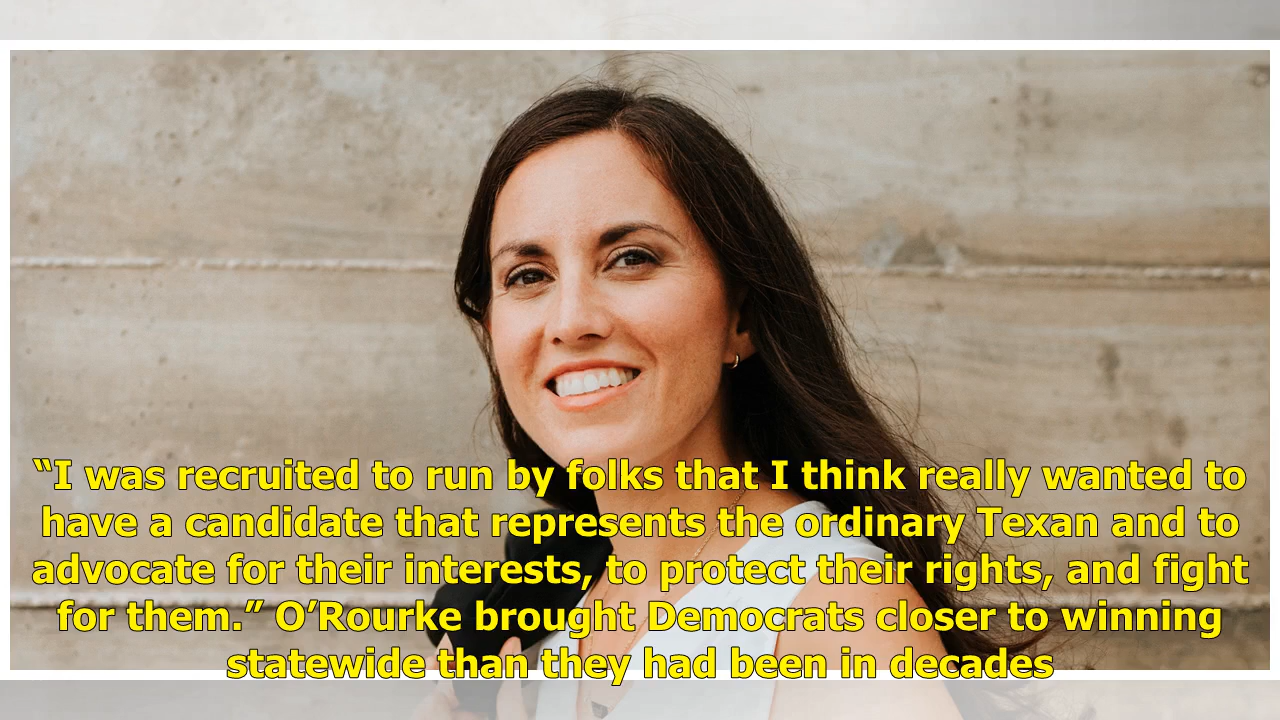 “I was recruited to run by folks that I think really wanted to
have a candidate that represents the ordinary Texan and to
advocate for their interests, to protect their rights, and fight
for them.” O’Rourke brought Democrats closer to winning
statewide than they had been in decades